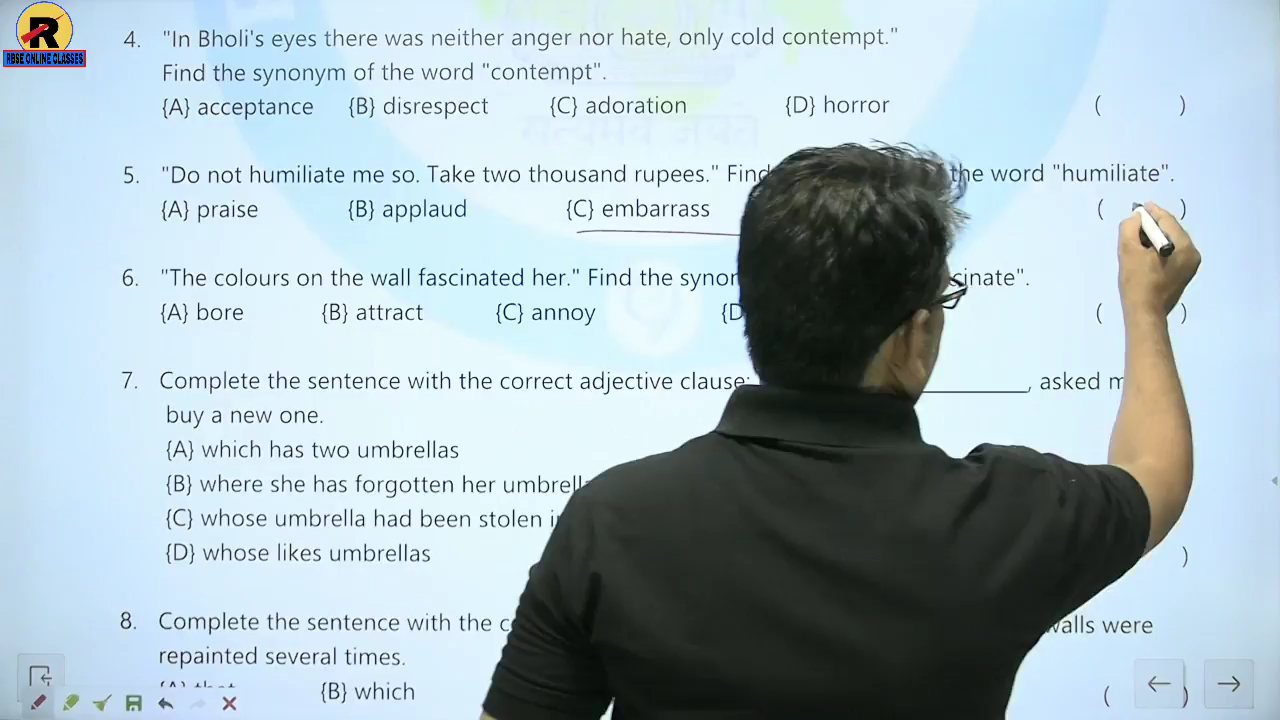 R
RBSE ONLINE CLASSES
4. "In Bholi's eyes there was neither anger nor hate, only cold contempt."
Find the synonym of the word "contempt".
{A} acceptance {B} disrespect {C} adoration {D} horror ( )
सत्यमेव जयते
5. "Do not humiliate me so. Take two thousand rupees." Find the word "humiliate".
{A} praise {B} applaud {C} embarrass ( )
6. "The colours on the wall fascinated her." Find the
{A} bore {B} attract {C} annoy {D ( )
7. Complete the sentence with the correct adjective clause: ________, asked
buy a new one.
{A} which has two umbrellas
{B} where she has forgotten her
{C} whose umbrella had been stolen
{D} whose likes umbrellas )
8. Complete the sentence with the walls were
repainted several times.
{A} that {B} which ( )